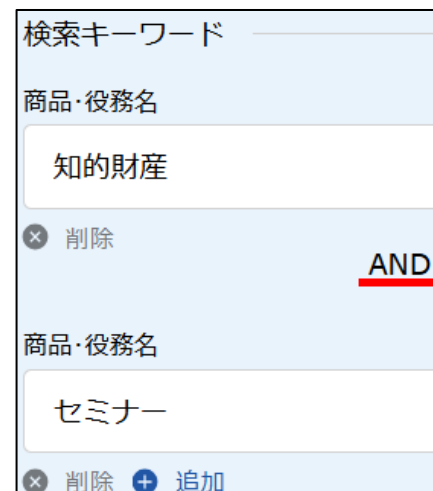 検索キーワード
商品・役務名
知的財産
削除
AND
商品・役務名
セミナー
削除 追加